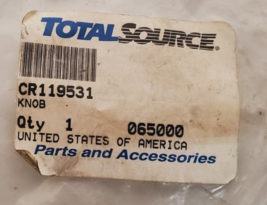 TOTALSOURCE.
CR119531
KNOB
Qty 1 065000
UNITED STATES OF AMERICA
Parts and Accessories